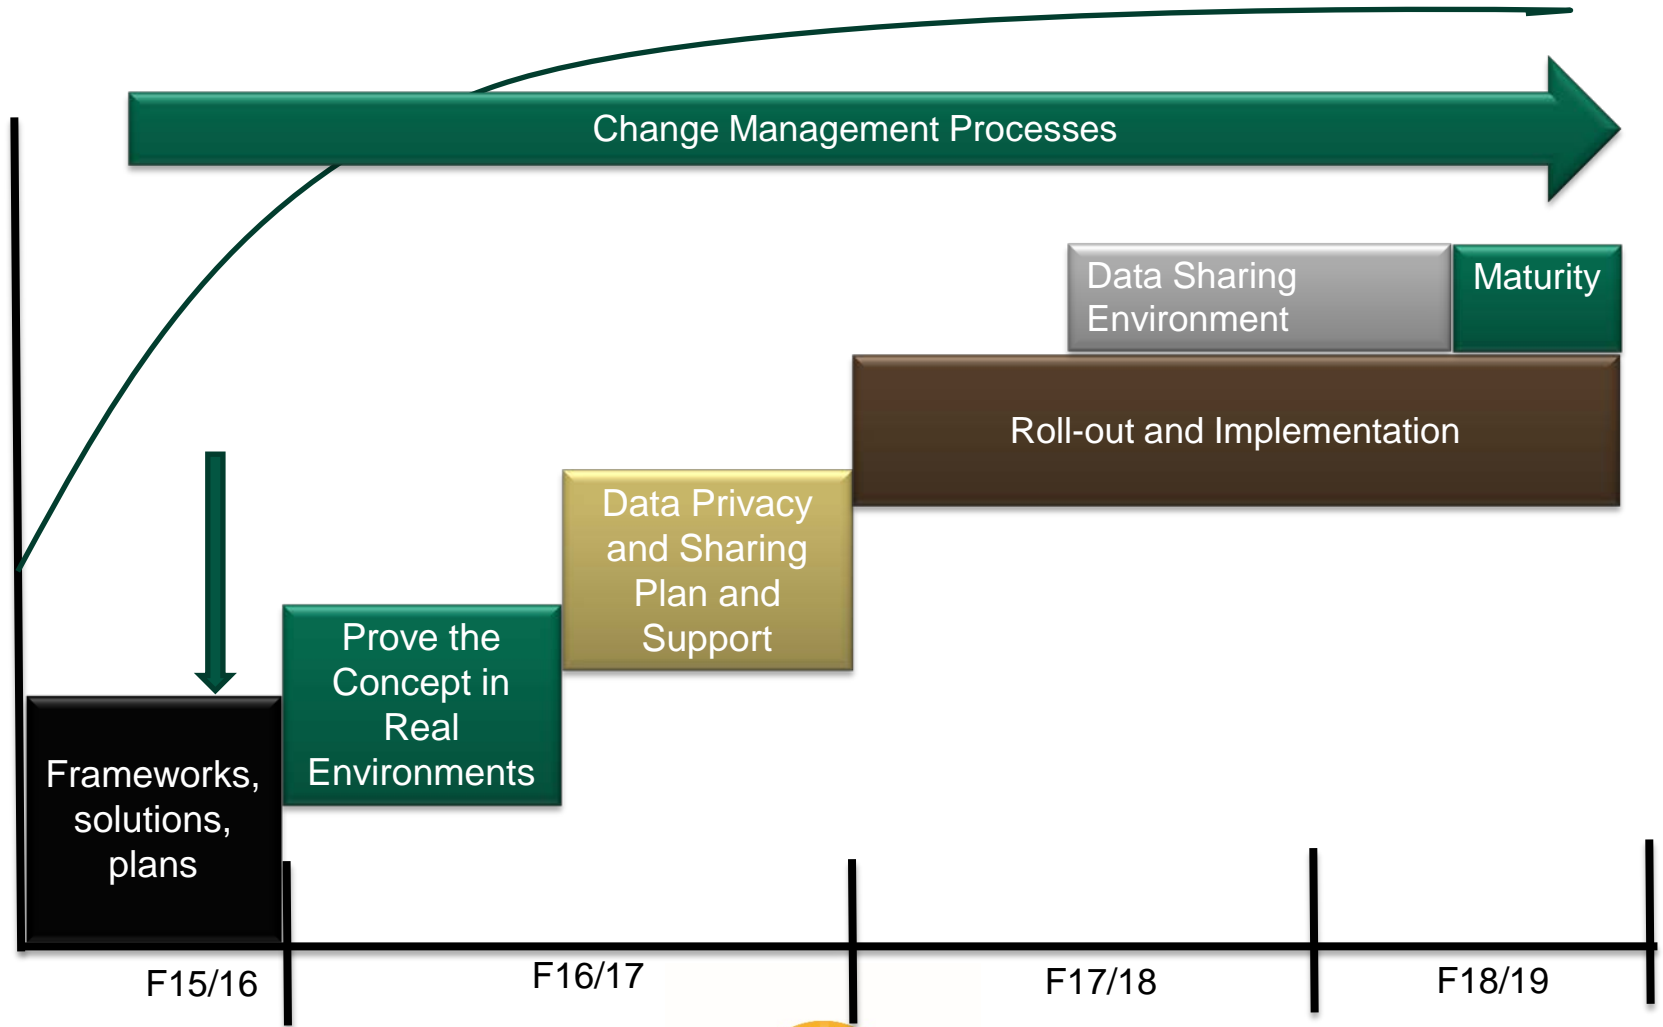 Change Management Processes
Data Sharing
Environment
Maturity
Roll-out and Implementation
Data Privacy
and Sharing
Plan and
Support
Prove the
Concept in
Real
Environments
Frameworks,
solutions,
plans
F15/16
F16/17
F17/18
F18/19